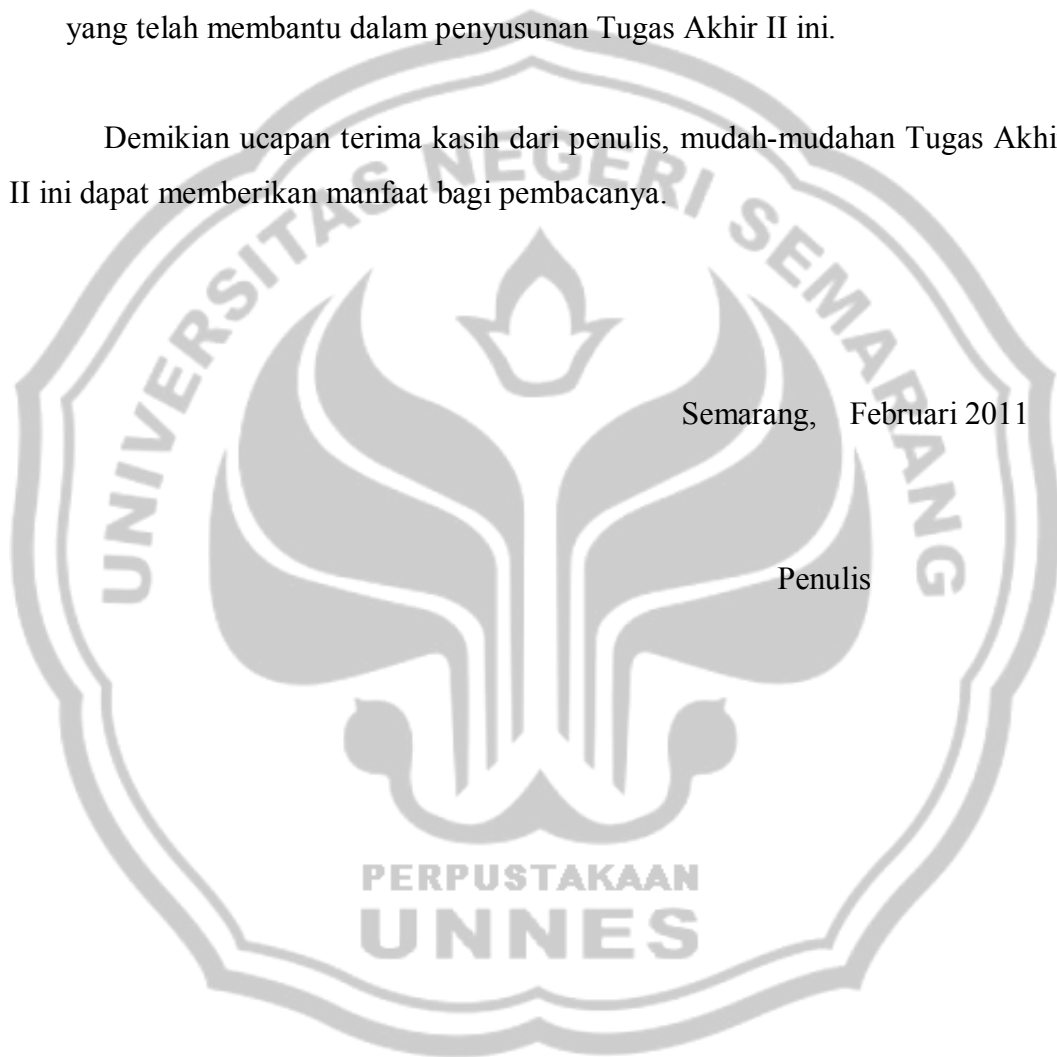 yang telah membantu dalam penyusunan Tugas Akhir II ini.
Demikian ucapan terima kasih dari penulis, mudah-mudahan Tugas Akhi
II ini dapat memberikan manfaat bagi pembacanya.
UNIVERSITAS NEGERI SEMARANG
Semarang, Februari 2011
Penulis
PERPUSTAKAAN
UNNES